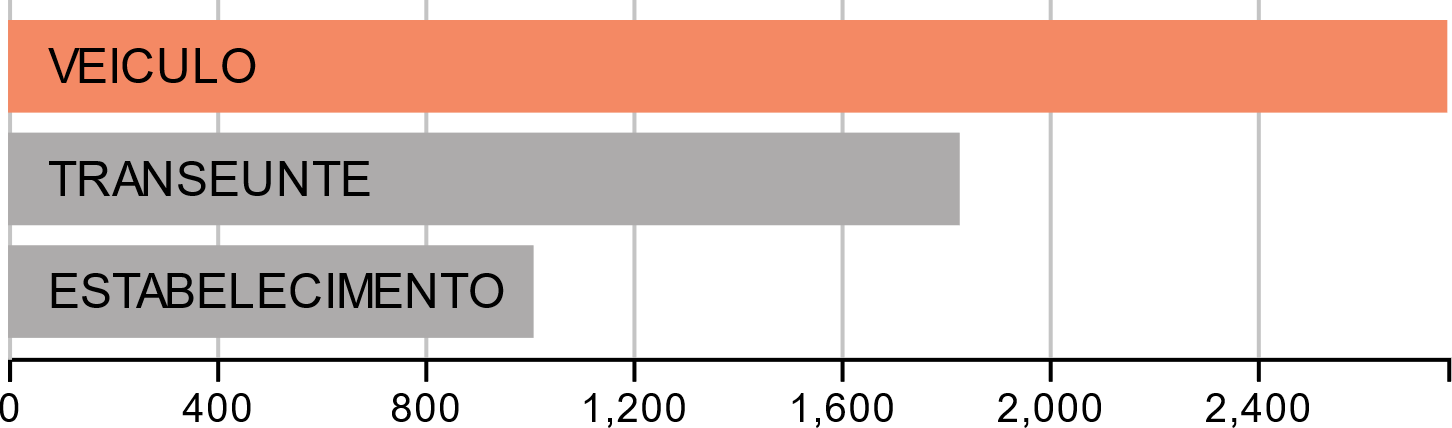 VEICULO
TRANSEUNTE
ESTABELECIMENTO
0 400 800 1,200 1,600 2,000 2,400